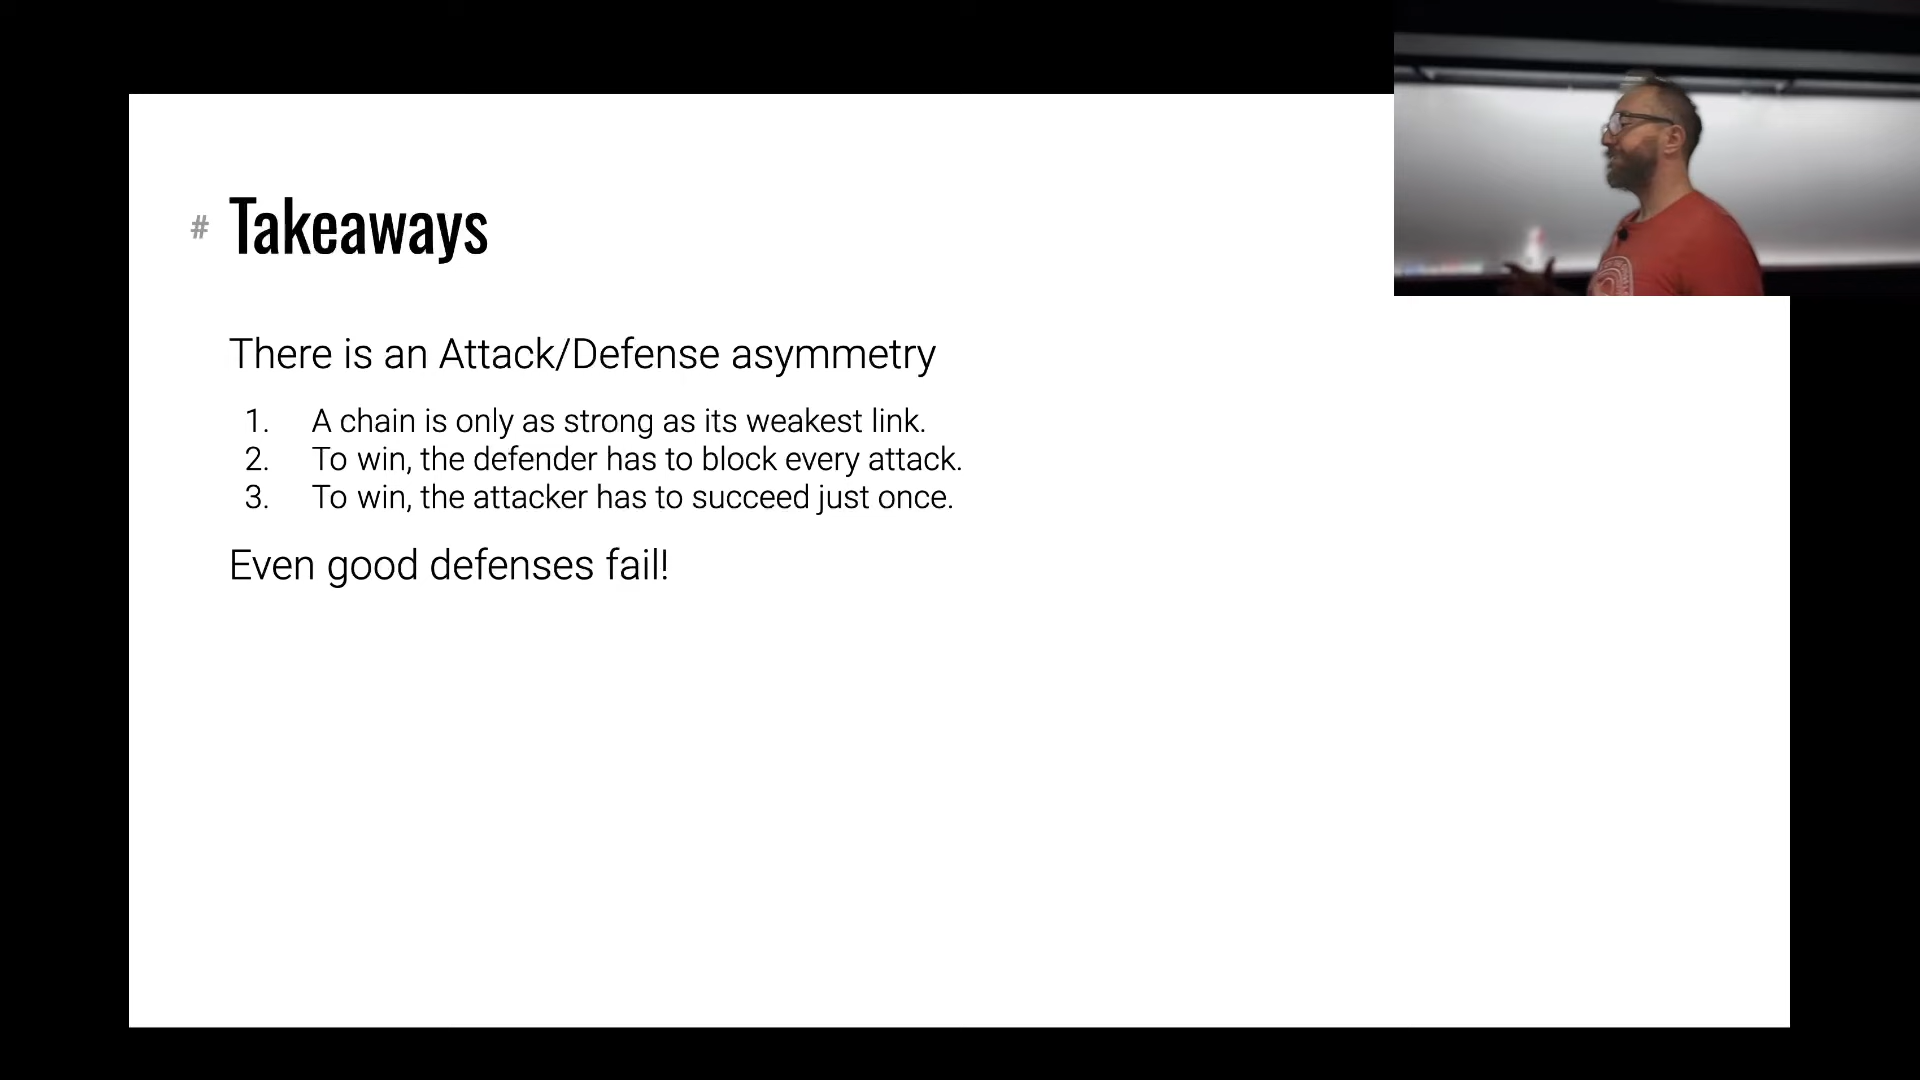 # Takeaways
There is an Attack/Defense asymmetry
1. A chain is only as strong as its weakest link.
2. To win, the defender has to block every attack.
3. To win, the attacker has to succeed just once.
Even good defenses fail!